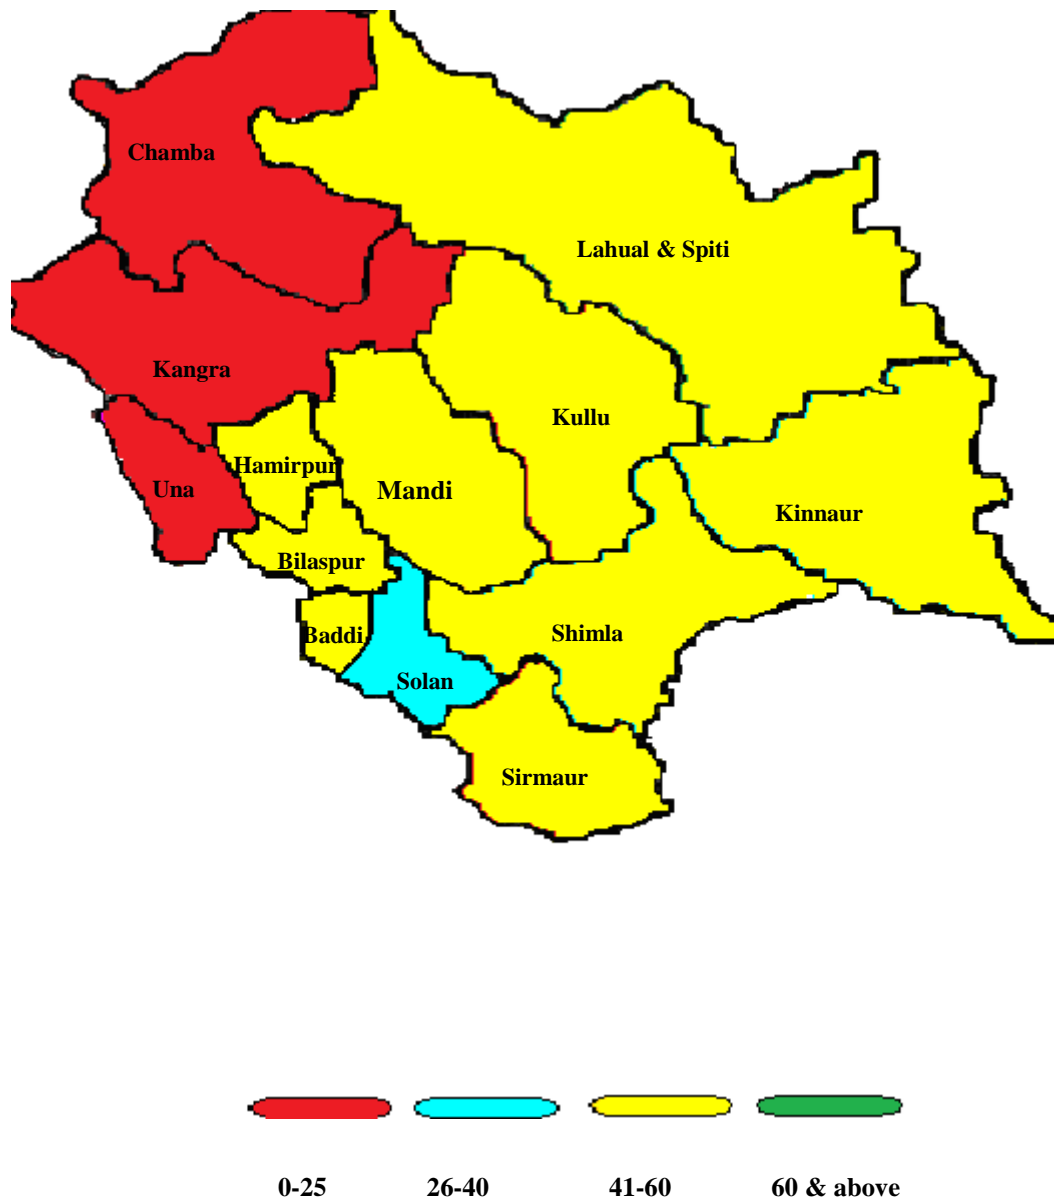 Chamba
Lahual & Spiti
Kangra
Kullu
Hamirpur
Una
Mandi
Kinnaur
Bilaspur
Baddi
Shimla
Solan
Sirmaur
0-25 26-40 41-60 60 & above